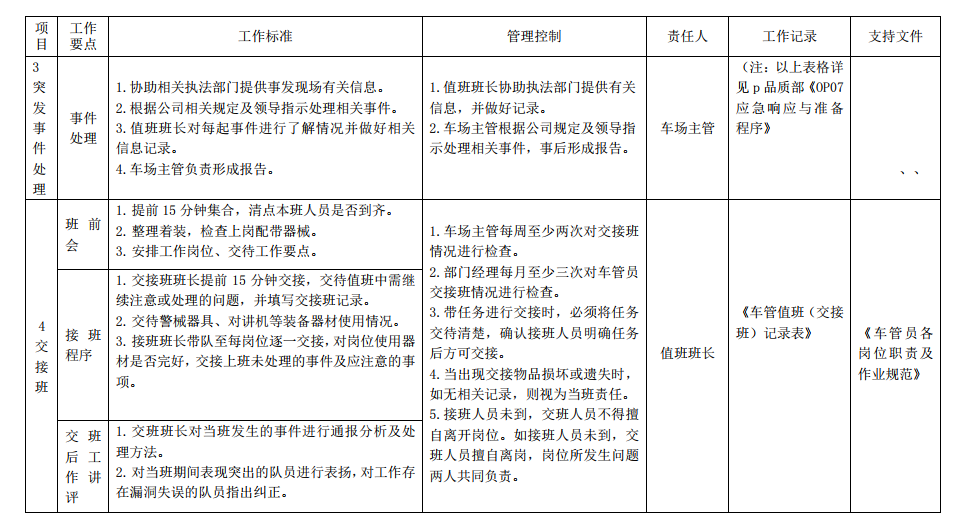 项目
工作要点
工作标准
管理控制
责任人
工作记录
支持文件
3
突
发
事
件
处
理
事件
处理
1.协助相关执法部门提供事发现场有关信息。
2.根据公司相关规定及领导指示处理相关事件。
3.值班班长对每起事件进行了解情况并做好相关
信息记录。
4.车场主管负责形成报告。
1.值班班长协助执法部门提供有关
信息，并做好记录。
2.车场主管根据公司规定及领导指
示处理相关事件，事后形成报告。
车场主管
（注：以上表格详
见p品质部《OP07
应急响应与准备
程序》
、、
4
交
接
班
班前
会
1.提前15分钟集合，清点本班人员是否到齐。
2.整理着装，检查上岗配带器械。
3.安排工作岗位、交待工作要点。
接班
程序
1.交接班班长提前 15分钟交接，交待值班中需继
续注意或处理的问题，并填写交接班记录。
2.交待警械器具、对讲机等装备器材使用情况。
3.接班班长带队至每岗位逐一交接，对岗位使用器
材是否完好，交接上班未处理的事件及应注意的事
项。
交班
后工
作讲
评
1.交班班长对当班发生的事件进行通报分析及处
理方法。
2.对当班期间表现突出的队员进行表扬，对工作存
在漏洞失误的队员指出纠正。
1.车场主管每周至少两次对交接班
情况进行检查。
2.部门经理每月至少三次对车管员
交接班情况进行检查。
3.带任务进行交接时，必须将任务
交待清楚，确认接班人员明确任务
后方可交接。
4.当出现交接物品损坏或遗失时，
如无相关记录，则视为当班责任。
5.接班人员未到，交班人员不得擅
自离开岗位。如接班人员未到，交
班人员擅自离岗，岗位所发生问题
两人共同负责。
值班班长
《车管值班（交接
班）记录表》
《车管员各
岗位职责及
作业规范》